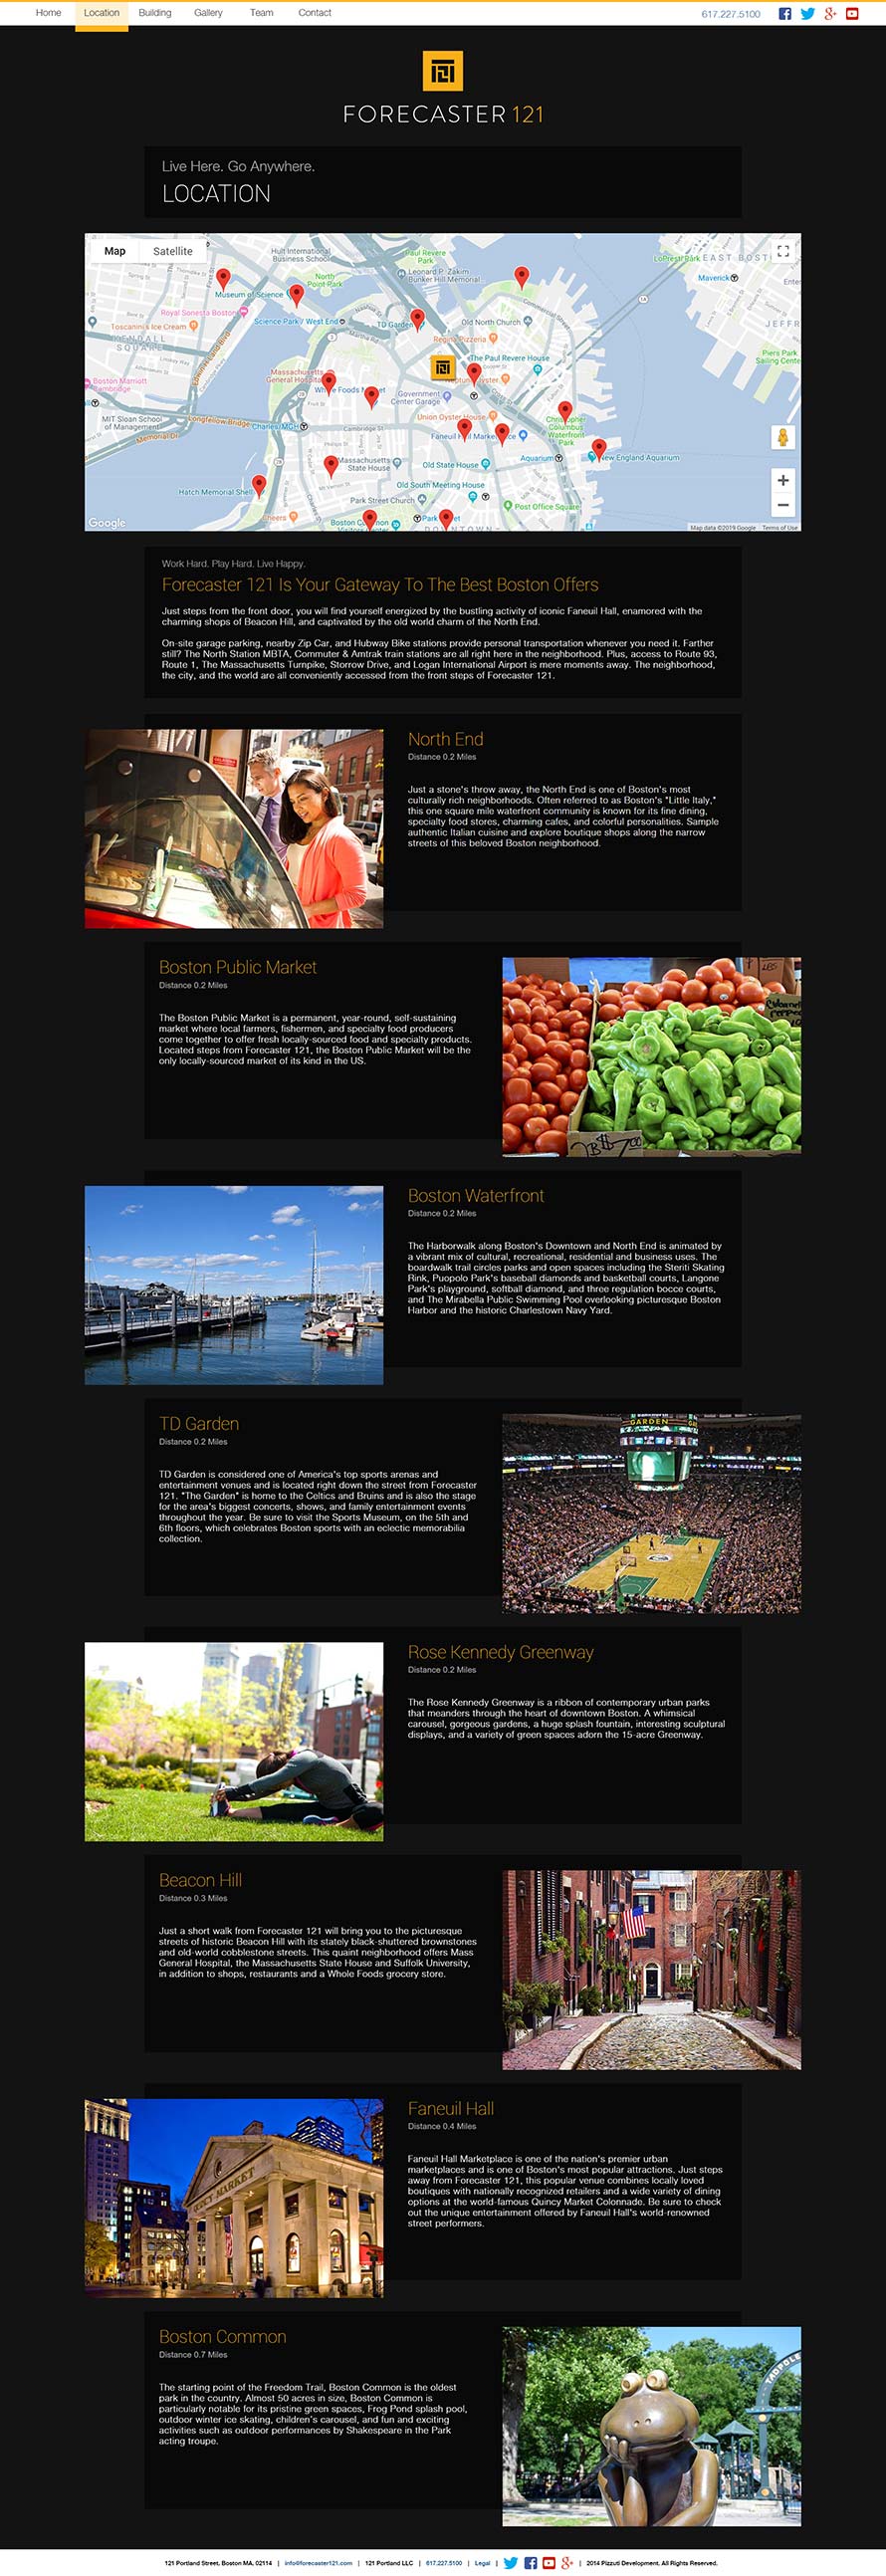 Home Location Building Gallery Team Contact 617.227.5100
FORECASTER 121
Live Here. Go Anywhere.
LOCATION
Map Satellite
Hult International
Business School
Paul Revere
Park
Leonard P. Zakim
Bunker Hill Memorial
LoPresti Park
EAST BOST
Maverick
North
Point Park
Museum of Science
Royal Sonesta Boston
Science Park / West End
TD Garden
Old North Church
Toscanini's Ice Cream
KENDALL
SQUARE
Regina Pizzeria
JEFFR
The Paul Revere House
Piers Park
Sailing Center
Massachusetts
General Hospital
Whole Foods Market
Neptune Oyster
Boston Marriott
Cambridge
Government
Center Garage
MIT Sloan School
of Management
Longfellow Bridge
Charles/MGH
Cambridge St
Union Oyster House
Christopher
Columbus
Waterfront
Park
Memorial Dr
Faneuil Hall Marketplace
Massachusetts
State House
Old State House
Aquarium
New England Aquarium
Hatch Memorial Shell
Old South Meeting House
Park Street Church
Post Office Square
Cheers
Boston Common
Visitors Center
DOWNTOWN
Google
Map data ©2019 Google Terms of Use
Work Hard. Play Hard. Live Happy.
Forecaster 121 Is Your Gateway To The Best Boston Offers
Just steps from the front door, you will find yourself energized by the bustling activity of iconic Faneuil Hall, enamored with the
charming shops of Beacon Hill, and captivated by the old world charm of the North End.
On-site garage parking, nearby Zip Car, and Hubway Bike stations provide personal transportation whenever you need it. Farther
still? The North Station MBTA, Commuter & Amtrak train stations are all right here in the neighborhood. Plus, access to Route 93,
Route 1, The Massachusetts Turnpike, Storrow Drive, and Logan International Airport is mere moments away. The neighborhood,
the city, and the world are all conveniently accessed from the front steps of Forecaster 121.
North End
Distance 0.2 Miles
Just a stone's throw away, the North End is one of Boston's most
culturally rich neighborhoods. Often referred to as Boston's "Little Italy,"
this one square mile waterfront community is known for its fine dining,
specialty food stores, charming cafes, and colorful personalities. Sample
authentic Italian cuisine and explore boutique shops along the narrow
streets of this beloved Boston neighborhood.
Boston Public Market
Distance 0.2 Miles
The Boston Public Market is a permanent, year-round, self-sustaining
market where local farmers, fishermen, and specialty food producers
come together to offer fresh locally-sourced food and specialty products.
Located steps from Forecaster 121, the Boston Public Market will be the
only locally-sourced market of its kind in the US.
Boston Waterfront
Distance 0.2 Miles
The Harborwalk along Boston's Downtown and North End is animated by
a vibrant mix of cultural, recreational, residential and business uses. The
boardwalk trail circles parks and open spaces including the Steriti Skating
Rink, Puopolo Park's baseball diamonds and basketball courts, Langone
Park's playground, softball diamond, and three regulation bocce courts,
and The Mirabella Public Swimming Pool overlooking picturesque Boston
Harbor and the historic Charlestown Navy Yard.
TD Garden
Distance 0.2 Miles
TD Garden is considered one of America's top sports arenas and
entertainment venues and is located right down the street from Forecaster
121. "The Garden" is home to the Celtics and Bruins and is also the stage
for the area's biggest concerts, shows, and family entertainment events
throughout the year. Be sure to visit the Sports Museum, on the 5th and
6th floors, which celebrates Boston sports with an eclectic memorabilia
collection.
GARDEN
Rose Kennedy Greenway
Distance 0.2 Miles
The Rose Kennedy Greenway is a ribbon of contemporary urban parks
that meanders through the heart of downtown Boston. A whimsical
carousel, gorgeous gardens, a huge splash fountain, interesting sculptural
displays, and a variety of green spaces adorn the 15-acre Greenway.
Beacon Hill
Distance 0.3 Miles
Just a short walk from Forecaster 121 will bring you to the picturesque
streets of historic Beacon Hill with its stately black-shuttered brownstones
and old-world cobblestone streets. This quaint neighborhood offers Mass
General Hospital, the Massachusetts State House and Suffolk University,
in addition to shops, restaurants and a Whole Foods grocery store.
Faneuil Hall
Distance 0.4 Miles
Faneuil Hall Marketplace is one of the nation's premier urban
marketplaces and is one of Boston's most popular attractions. Just steps
away from Forecaster 121, this popular venue combines locally loved
boutiques with nationally recognized retailers and a wide variety of dining
options at the world-famous Quincy Market Colonnade. Be sure to check
out the unique entertainment offered by Faneuil Hall's world-renowned
street performers.
QUINCY MARKET
Boston Common
Distance 0.7 Miles
The starting point of the Freedom Trail, Boston Common is the oldest
park in the country. Almost 50 acres in size, Boston Common is
particularly notable for its pristine green spaces, Frog Pond splash pool,
outdoor winter ice skating, children's carousel, and fun and exciting
activities such as outdoor performances by Shakespeare in the Park
acting troupe.
TADPOLE
121 Portland Street, Boston MA, 02114 | info@forecaster121.com | 121 Portland LLC | 617.227.5100 | Legal | | 2014 Pizzuti Development. All Rights Reserved.